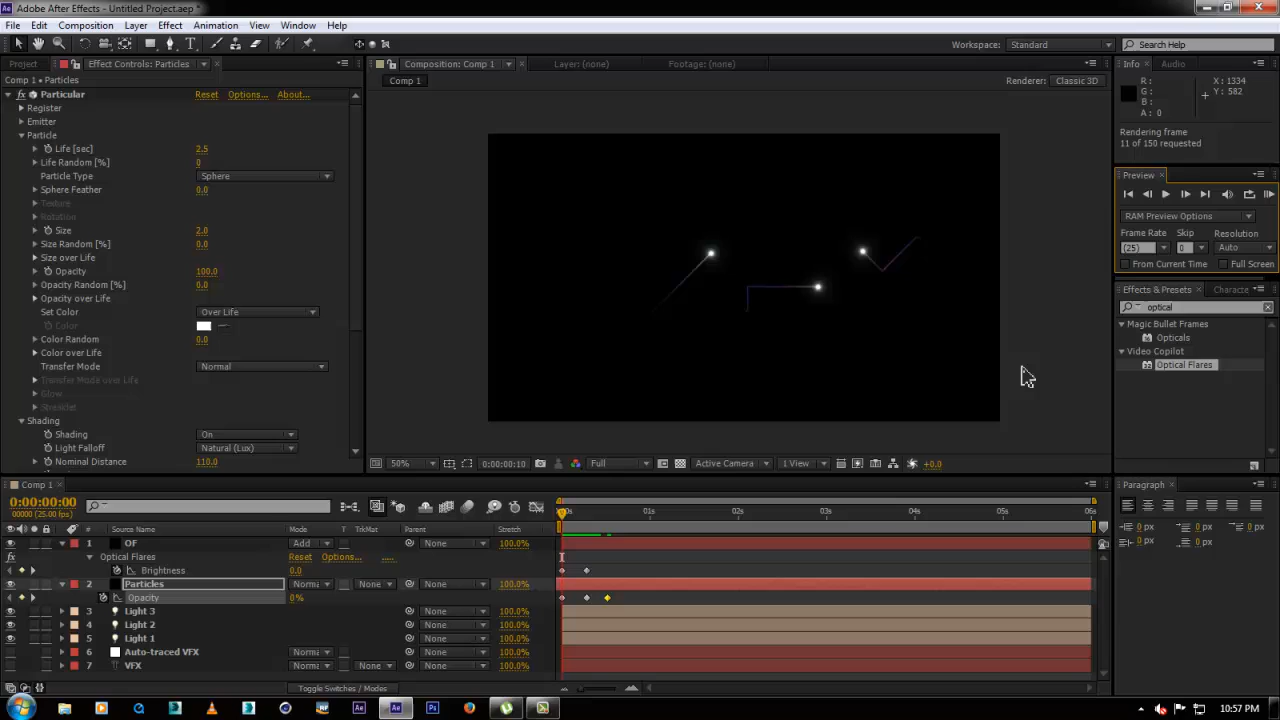 Adobe After Effects - Untitled Project.aep *
File Edit Composition Layer Effect Animation View Window Help
Workspace: Standard Search Help
Project Effect Controls: Particles Composition: Comp 1 Layer: (none) Footage: (none) Info Audio
Comp 1 • Particles
Comp 1 Renderer: Classic 3D
Particular Reset Options... About...
Register
Emitter
Particle
Life [sec] 2.5
Life Random [%] 0
Particle Type Sphere
Sphere Feather 0.0
Texture
Rotation
Size 2.0
Size Random [%] 0.0
Size over Life
Opacity 100.0
Opacity Random [%] 0.0
Opacity over Life
Set Color Over Life
Color
Color Random 0.0
Color over Life
Transfer Mode Normal
Transfer Mode over Life
Glow
Streaklet
Shading
Shading On
Light Falloff Natural (Lux)
Nominal Distance 110.0
R :
G :
B :
A : 0
X : 1334
Y : 582
Rendering frame
11 of 150 requested
Preview
RAM Preview Options
Frame Rate Skip Resolution
(25) 0 Auto
From Current Time Full Screen
Effects & Presets Characte
optical
Magic Bullet Frames
Opticals
Video Copilot
Optical Flares
50% 0:00:00:10 Full Active Camera 1 View +0.0
Comp 1
0:00:00:00
00000 (25.00 fps)
01s 02s 03s 04s 05s 06s
# Source Name Mode T TrkMat Parent Stretch
1 OF Add None 100.0%
fx Optical Flares Reset Options... .....
Brightness 0.0
2 Particles Norma None None 100.0%
Opacity 0%
3 Light 3 None 100.0%
4 Light 2 None 100.0%
5 Light 1 None 100.0%
6 Auto-traced VFX Norma None 100.0%
7 T VFX Norma None None 100.0%
Toggle Switches / Modes
Paragraph
0 px 0 px 0 px
0 px 0 px
10:57 PM